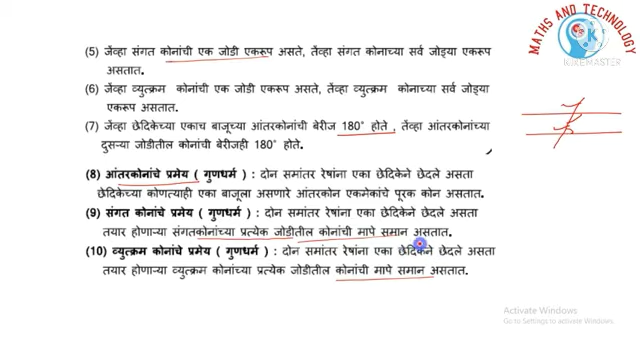 MATHS AND TECHNOLOGY
K
KINEMASTER
(5) जेंव्हा संगत कोनांची एक जोडी एकरूप असते, तेंव्हा संगत कोनाच्या सर्व जोड्या एकरूप
असतात.
(6) जेंव्हा व्युत्क्रम कोनांची एक जोडी एकरूप असते, तेंव्हा व्युत्क्रम कोनाच्या सर्व जोड्या
एकरूप असतात.
(7) जेंव्हा छेदिकेच्या एकाच बाजूच्या आंतरकोनांची बेरीज 180° होते, तेंव्हा आंतरकोनांच्या
दुसऱ्या जोडीतील कोनांची बेरीजही 180° होते.
(8) आंतरकोनांचे प्रमेय ( गुणधर्म ) : दोन समांतर रेषांना एका छेदिकेने छेदले असता
छेदिकेच्या कोणत्याही एका बाजूला असणारे आंतरकोन एकमेकांचे पूरक कोन असतात.
(9) संगत कोनांचे प्रमेय ( गुणधर्म ) : दोन समांतर रेषांना एका छेदिकेने छेदले असता
तयार होणाऱ्या संगतकोनांच्या प्रत्येक जोडीतील कोनांची मापे समान असतात.
(10) व्युत्क्रम कोनांचे प्रमेय ( गुणधर्म ) : दोन समांतर रेषांना एका छेदिकेने छेदले असता
तयार होणाऱ्या व्युत्क्रम कोनांच्या प्रत्येक जोडीतील कोनांची मापे समान असतात.
Activate Windows
Go to Settings to activate Windows.